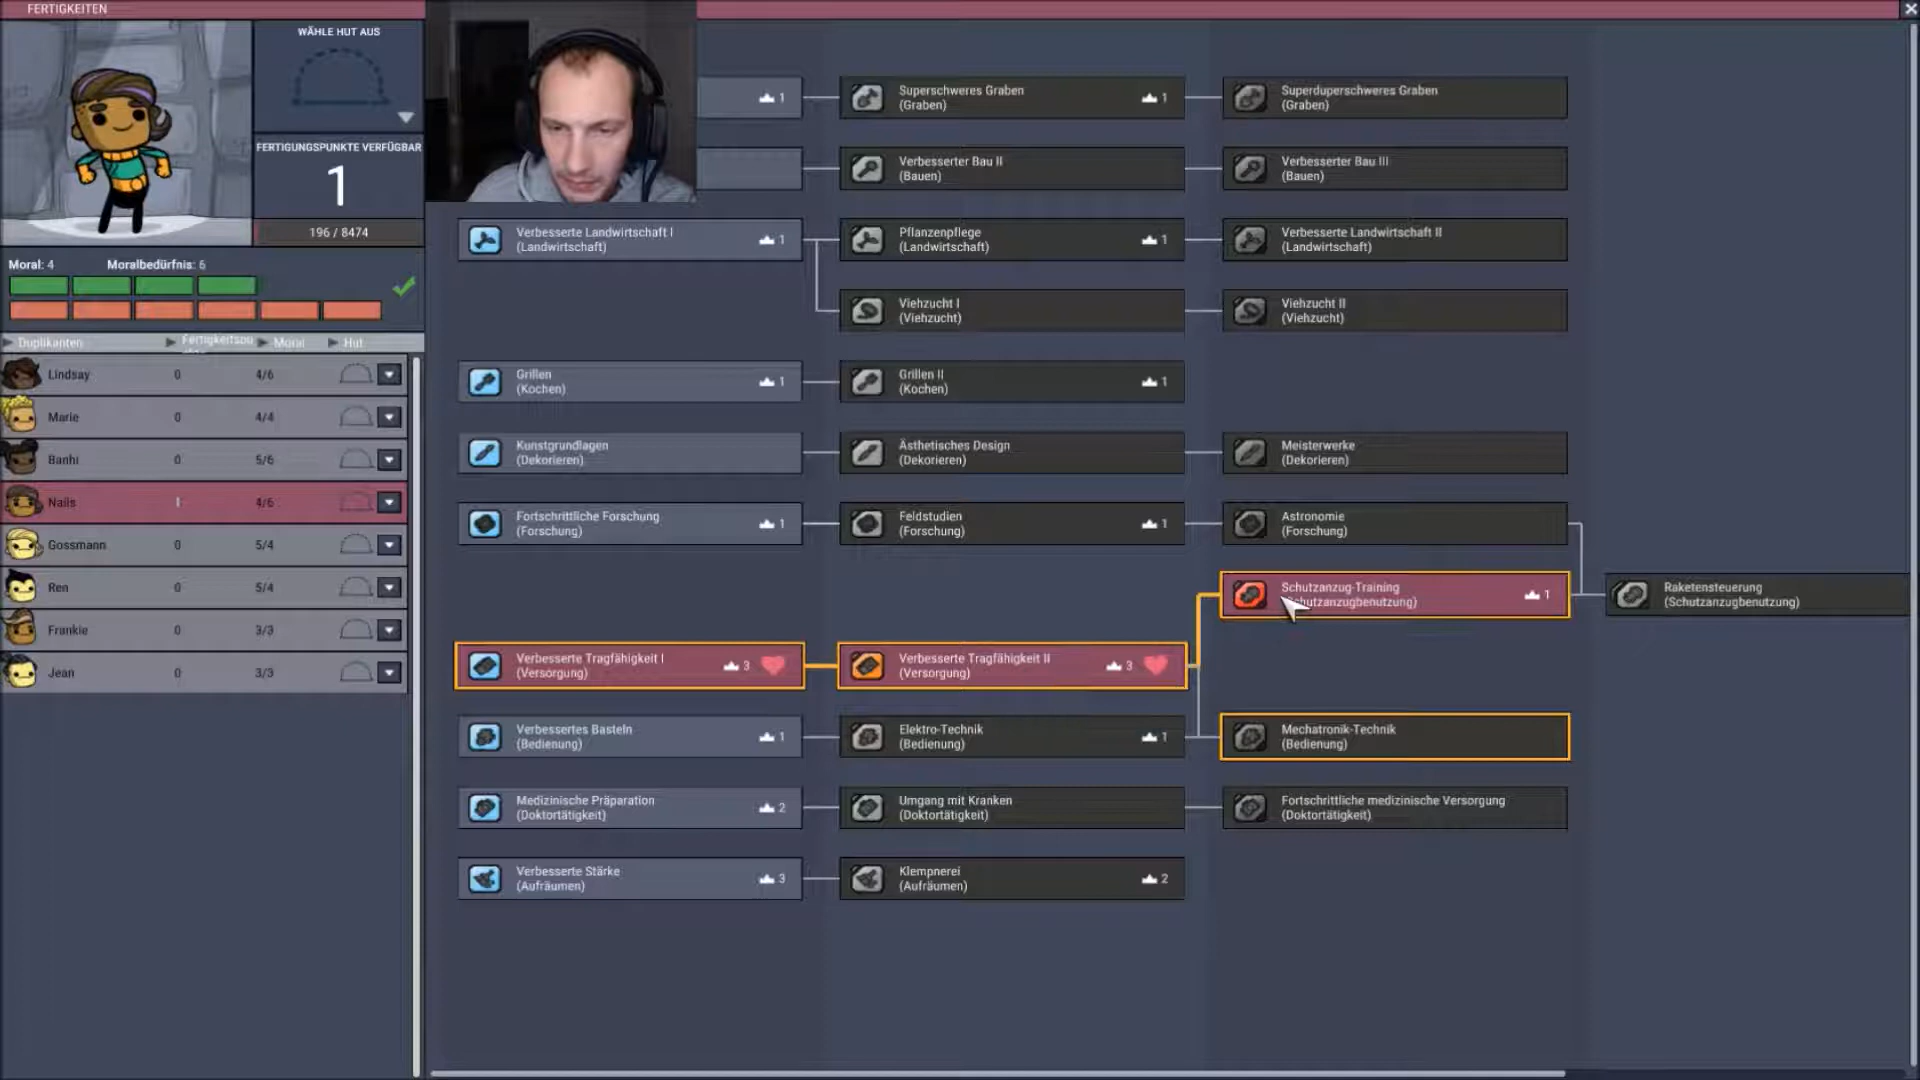 FERTIGKEITEN
WÄHLE HUT AUS
FERTIGUNGSPUNKTE VERFÜGBAR
1
196 / 8474
Moral: 4
Moralbedürfnis: 6
Duplikanten
Moral
Hut
Lindsay 0 4/6
Marie 0 4/4
Banhi 0 5/6
Nails 1 4/6
Gossmann 0 5/4
Ren 0 5/4
Frankie 0 3/3
Jean 0 3/3
1
Superschweres Graben 1
(Graben)
Superduperschweres Graben
(Graben)
Verbesserter Bau II
(Bauen)
Verbesserter Bau III
(Bauen)
Verbesserte Landwirtschaft I 1
(Landwirtschaft)
Pflanzenpflege 1
(Landwirtschaft)
Verbesserte Landwirtschaft II
(Landwirtschaft)
Viehzucht I
(Viehzucht)
Viehzucht II
(Viehzucht)
Grillen 1
(Kochen)
Grillen II 1
(Kochen)
Kunstgrundlagen
(Dekorieren)
Ästhetisches Design
(Dekorieren)
Meisterwerke
(Dekorieren)
Fortschrittliche Forschung 1
(Forschung)
Feldstudien 1
(Forschung)
Astronomie
(Forschung)
Schutzanzug-Training 1
(Schutzanzugbenutzung)
Raketensteuerung
(Schutzanzugbenutzung)
Verbesserte Tragfähigkeit I 3
(Versorgung)
Verbesserte Tragfähigkeit II 3
(Versorgung)
Verbessertes Basteln 1
(Bedienung)
Elektro-Technik 1
(Bedienung)
Mechatronik-Technik
(Bedienung)
Medizinische Präparation 2
(Doktortätigkeit)
Umgang mit Kranken
(Doktortätigkeit)
Fortschrittliche medizinische Versorgung
(Doktortätigkeit)
Verbesserte Stärke 3
(Aufräumen)
Klempnerei 2
(Aufräumen)